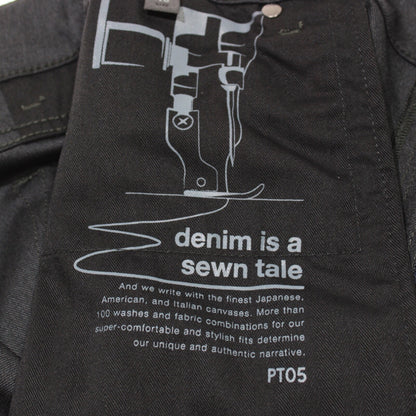 denim is a
sewn tale
And we write with the finest Japanese,
American, and Italian canvases. More than
100 washes and fabric combinations for our
super-comfortable and stylish fits determine
our unique and authentic narrative.
PT05